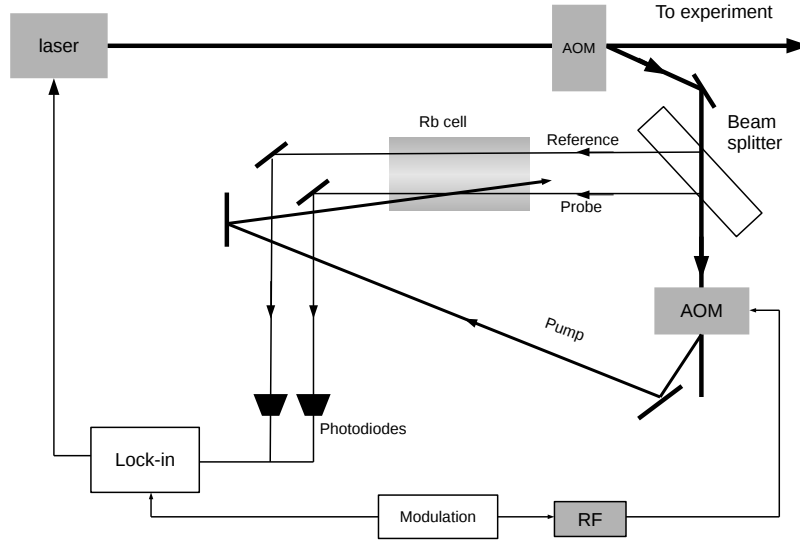 To experiment
laser
AOM
Rb cell
Reference
Beam
splitter
Probe
AOM
Pump
Photodiodes
Lock-in
Modulation
RF